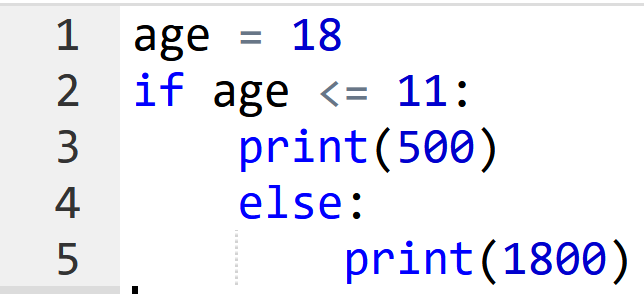 1 age = 18
2 if age <= 11:
3     print(500)
4     else:
5         print(1800)